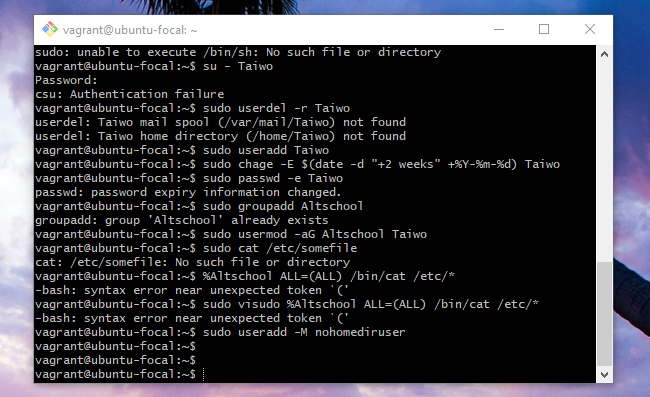 vagrant@ubuntu-focal: ~
sudo: unable to execute /bin/sh: No such file or directory
vagrant@ubuntu-focal:~$ su - Taiwo
Password:
csu: Authentication failure
vagrant@ubuntu-focal:~$ sudo userdel -r Taiwo
userdel: Taiwo mail spool (/var/mail/Taiwo) not found
userdel: Taiwo home directory (/home/Taiwo) not found
vagrant@ubuntu-focal:~$ sudo useradd Taiwo
vagrant@ubuntu-focal:~$ sudo chage -E $(date -d "+2 weeks" +%Y-%m-%d) Taiwo
vagrant@ubuntu-focal:~$ sudo passwd -e Taiwo
passwd: password expiry information changed.
vagrant@ubuntu-focal:~$ sudo groupadd Altschool
groupadd: group 'Altschool' already exists
vagrant@ubuntu-focal:~$ sudo usermod -aG Altschool Taiwo
vagrant@ubuntu-focal:~$ sudo cat /etc/somefile
cat: /etc/somefile: No such file or directory
vagrant@ubuntu-focal:~$ %Altschool ALL=(ALL) /bin/cat /etc/*
-bash: syntax error near unexpected token `('
vagrant@ubuntu-focal:~$ sudo visudo %Altschool ALL=(ALL) /bin/cat /etc/*
-bash: syntax error near unexpected token `('
vagrant@ubuntu-focal:~$ sudo useradd -M nohomediruser
vagrant@ubuntu-focal:~$
vagrant@ubuntu-focal:~$
vagrant@ubuntu-focal:~$